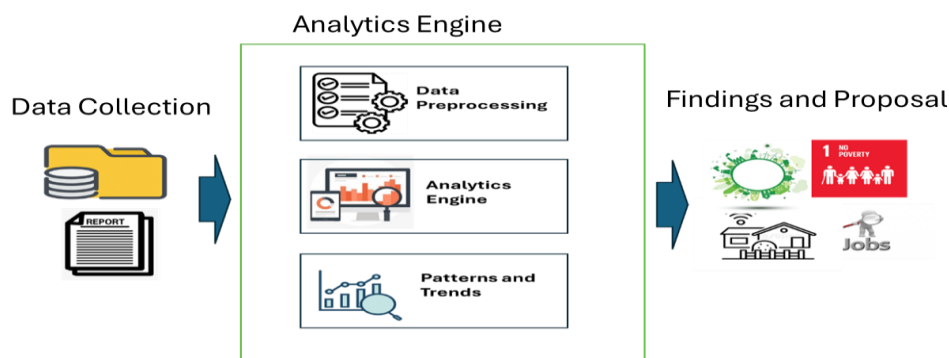 Analytics Engine
Data Collection
REPORT
Data
Preprocessing
Analytics
Engine
Patterns and
Trends
Findings and Proposal
1 NO
POVERTY
Jobs